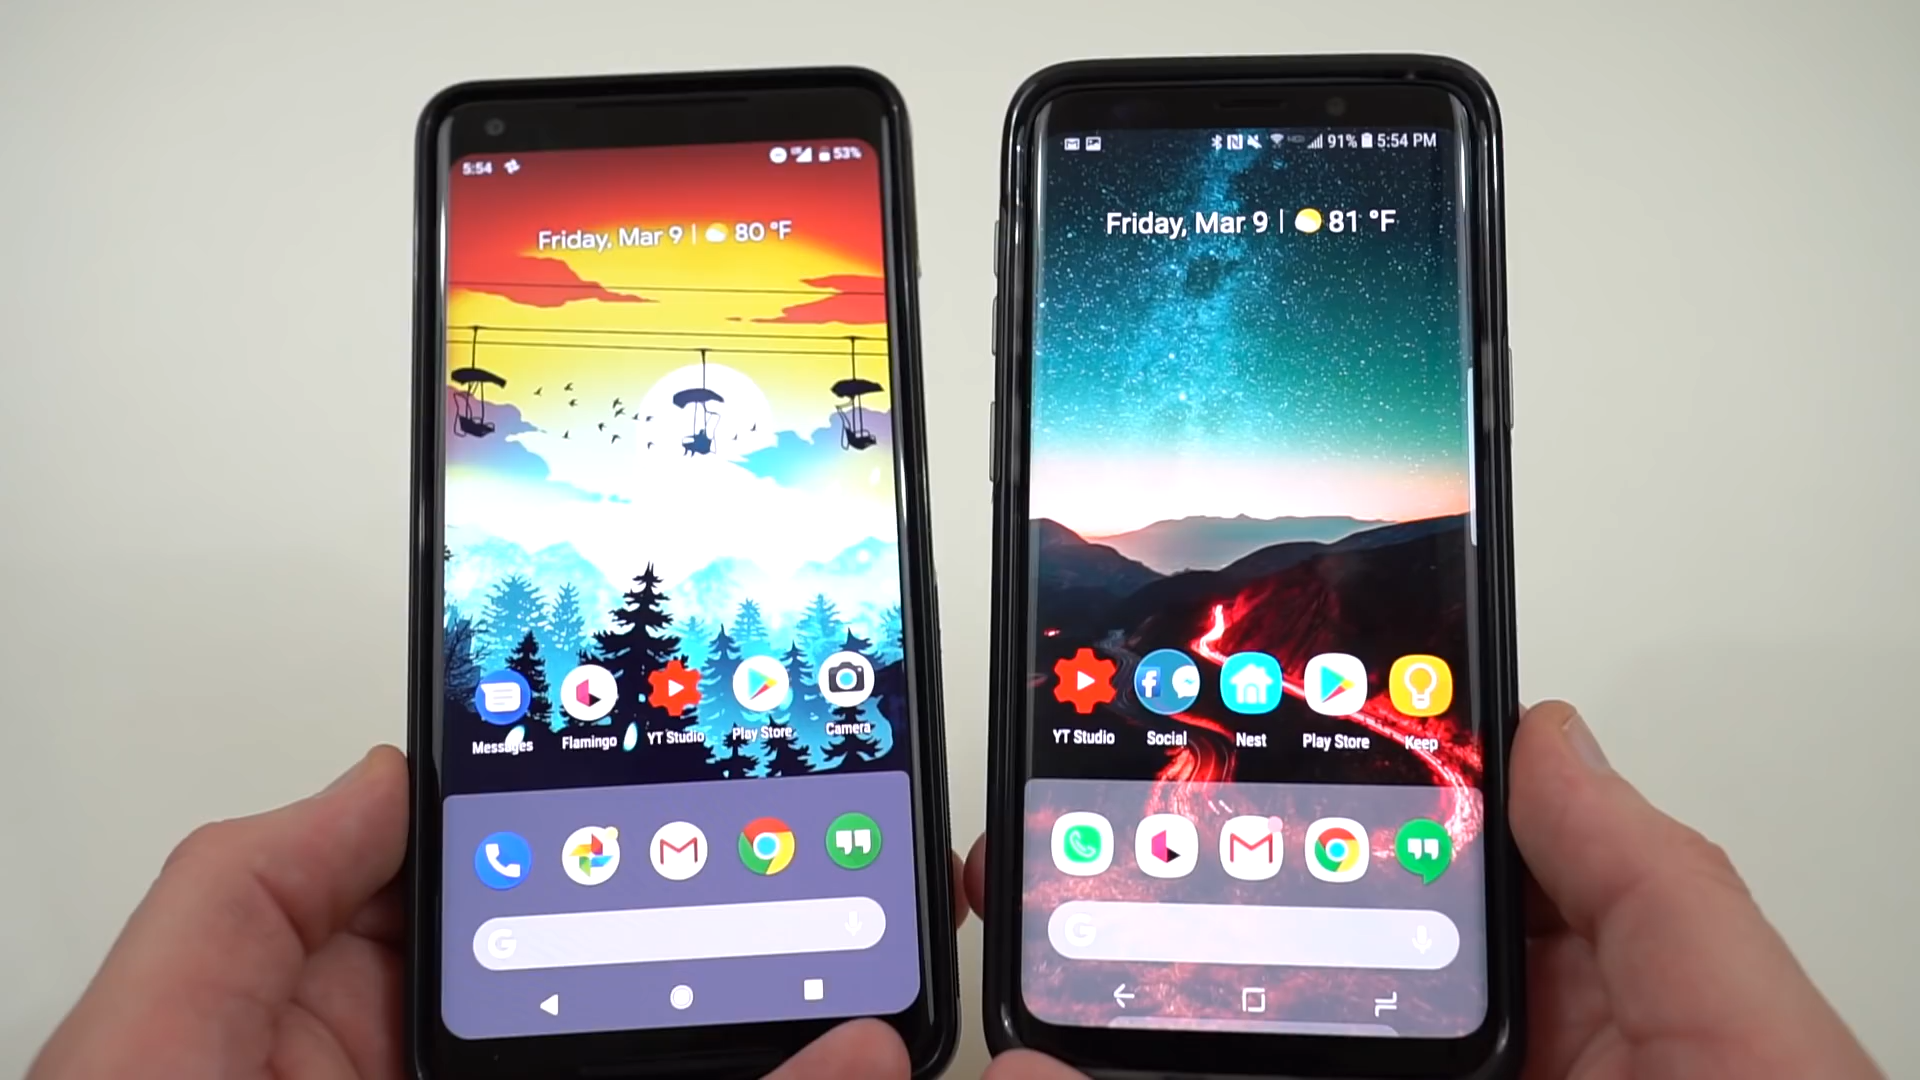 5:54 53%
Friday, Mar 9 | 80 °F
Messages Flamingo YT Studio Play Store Camera
G
91% 5:54 PM
Friday, Mar 9 | 81 °F
YT Studio Social Nest Play Store Keep
G